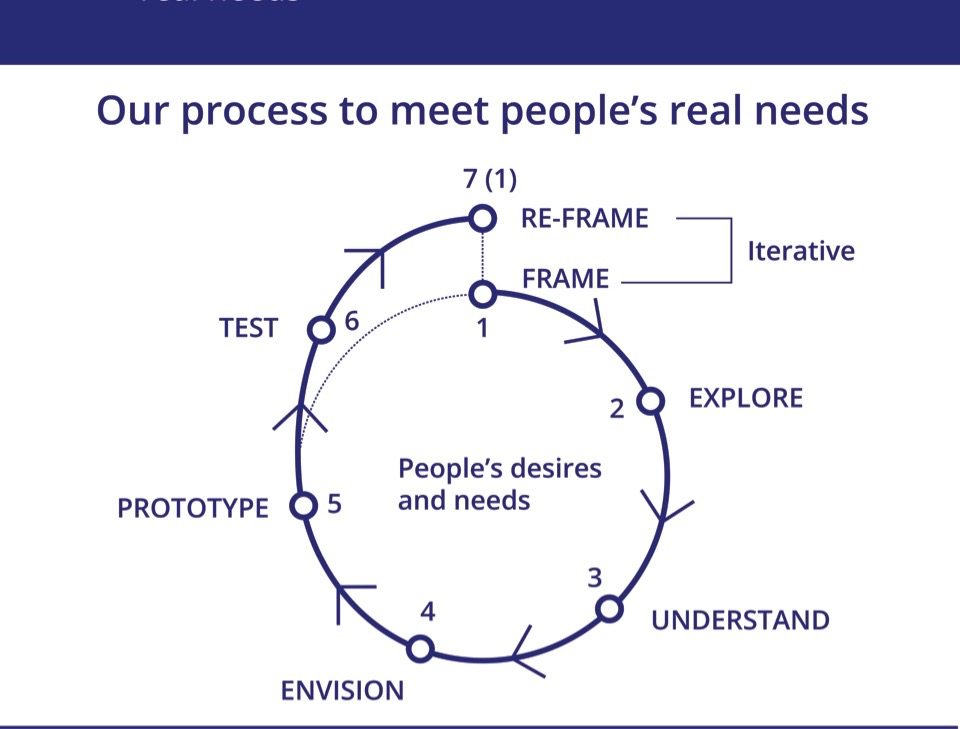 Our process to meet people’s real needs
7 (1)
RE-FRAME
Iterative
FRAME
1
TEST
6
2
EXPLORE
People’s desires
and needs
PROTOTYPE
5
3
UNDERSTAND
4
ENVISION